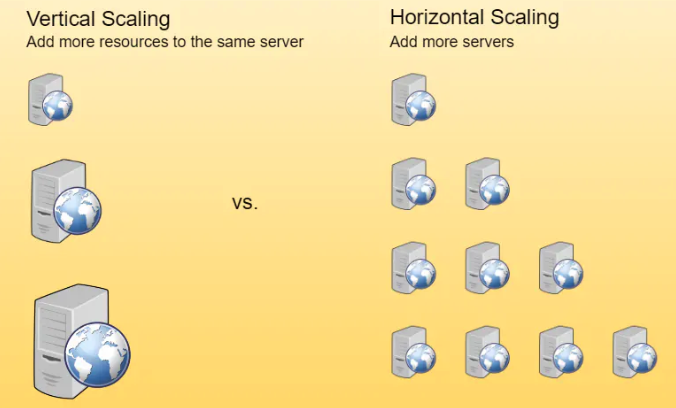 Vertical Scaling
Add more resources to the same server
Horizontal Scaling
Add more servers
vs.